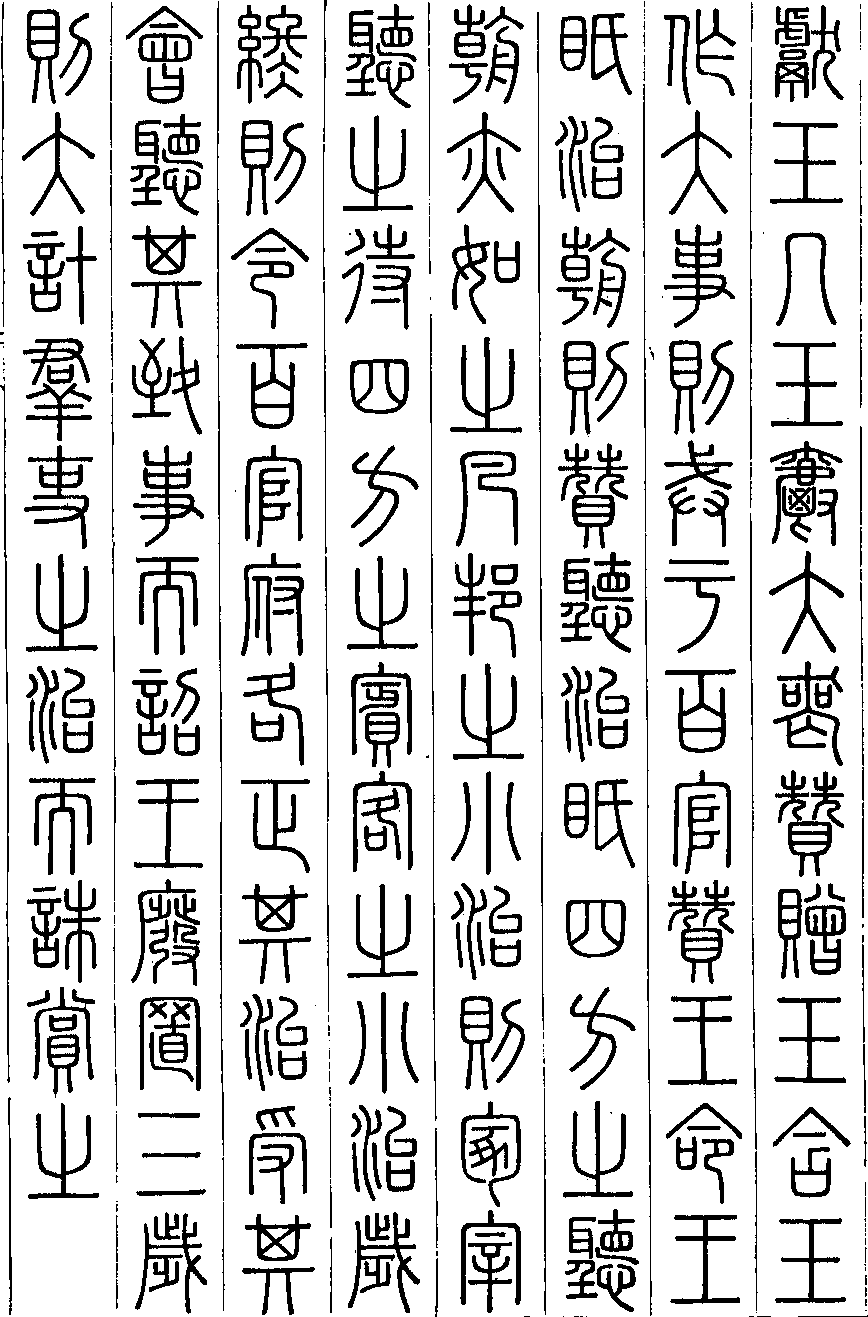 獻玉几玉爵大喪贊贈玉含玉
作大事則戒于百官贊王命王
眡治朝則贊聽治眡四方之聽
朝亦如之凡邦之小治則冢宰
聽之待四方之賓客之小治歲
終則令百官府各正其治受其
會聽其致事而詔王廢置三歲
則大計羣吏之治而誅賞之